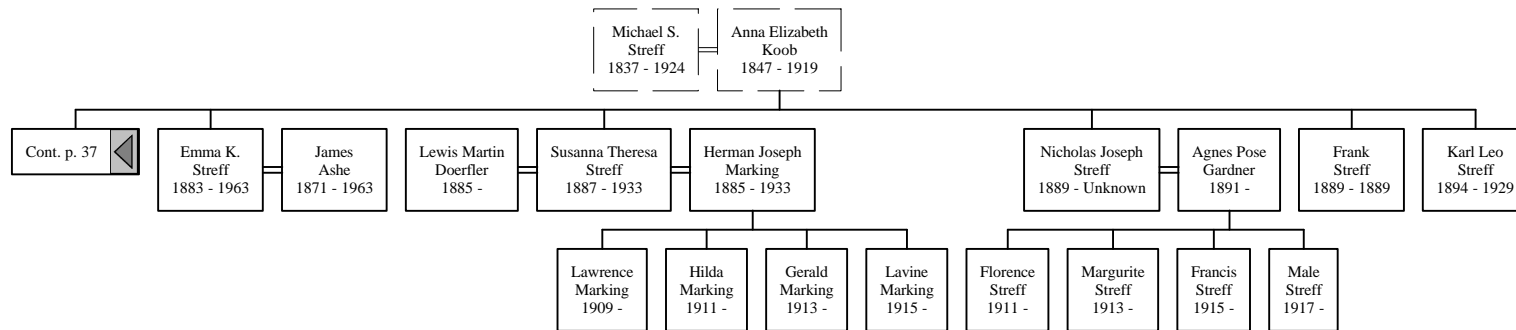 Michael S.
Streff
1837 - 1924
Anna Elizabeth
Koob
1847 - 1919
Cont. p. 37
Emma K.
Streff
1883 - 1963
James
Ashe
1871 - 1963
Lewis Martin
Doerfler
1885 -
Susanna Theresa
Streff
1887 - 1933
Herman Joseph
Marking
1885 - 1933
Nicholas Joseph
Streff
1889 - Unknown
Agnes Pose
Gardner
1891 -
Frank
Streff
1889 - 1889
Karl Leo
Streff
1894 - 1929
Lawrence
Marking
1909 -
Hilda
Marking
1911 -
Gerald
Marking
1913 -
Lavine
Marking
1915 -
Florence
Streff
1911 -
Margurite
Streff
1913 -
Francis
Streff
1915 -
Male
Streff
1917 -